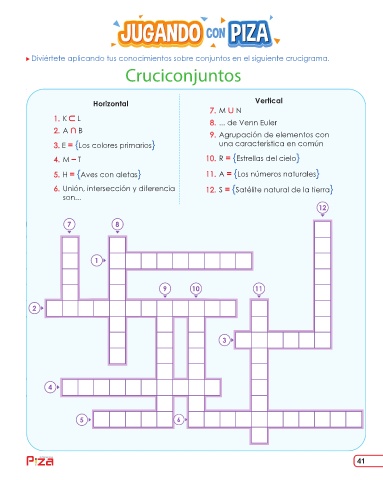 JUGANDO CON PIZA
▸ Diviértete aplicando tus conocimientos sobre conjuntos en el siguiente crucigrama.
Cruciconjuntos
Horizontal
1. K ⊂ L
2. A ∩ B
3. E = {Los colores primarios}
4. M – T
5. H = {Aves con aletas}
6. Unión, intersección y diferencia
son...
Vertical
7. M ∪ N
8. ... de Venn Euler
9. Agrupación de elementos con
una característica en común
10. R = {Estrellas del cielo}
11. A = {Los números naturales}
12. S = {Satélite natural de la tierra}
12
7
8
1
9
10
11
2
3
4
5
6
Piza
41